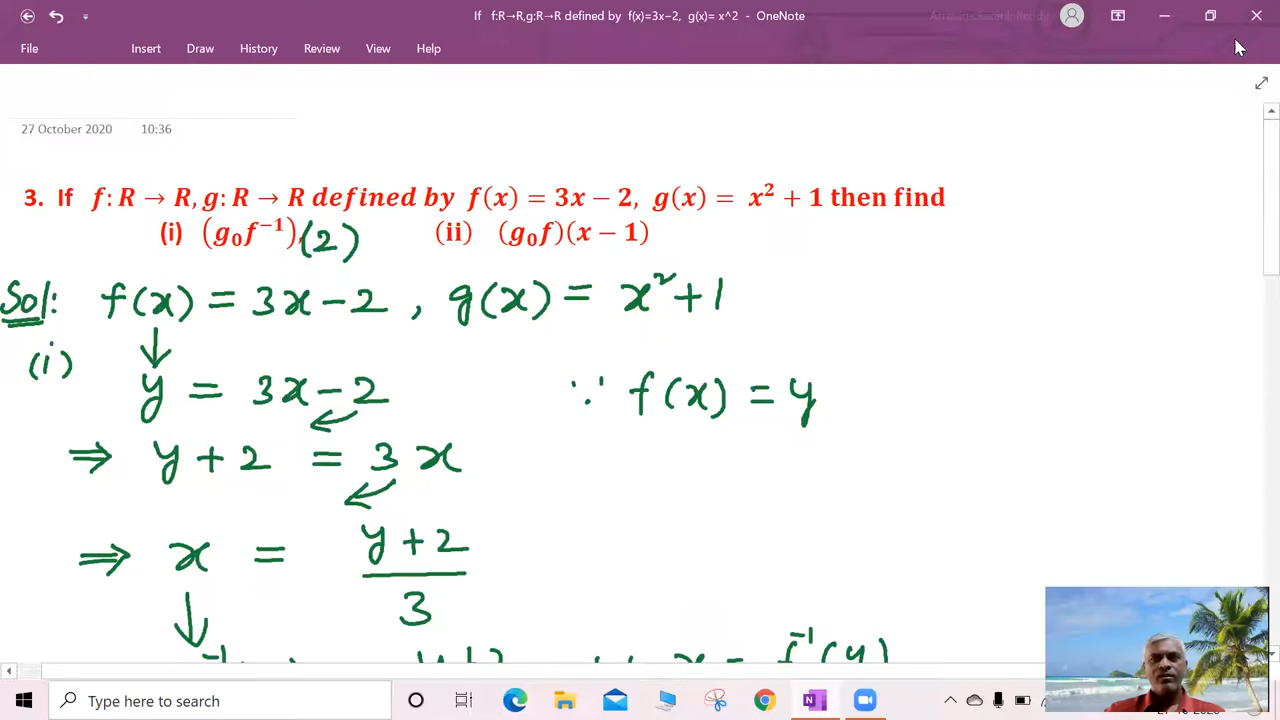 If f:R→R,g:R→R defined by f(x)=3x−2, g(x)= x^2 - OneNote
File Insert Draw History Review View Help
27 October 2020 10:36
3. If f: R → R, g: R → R defined by f(x) = 3x − 2, g(x) = x² + 1 then find
(i) (g₀f⁻¹), (2) (ii) (g₀f)(x − 1)
Sol: f(x) = 3x − 2 , g(x) = x² + 1
(i)
y = 3x − 2 ∵ f(x) = y
⇒ y + 2 = 3x
⇒ x = y + 2
3
x = f⁻¹(y)
Type here to search